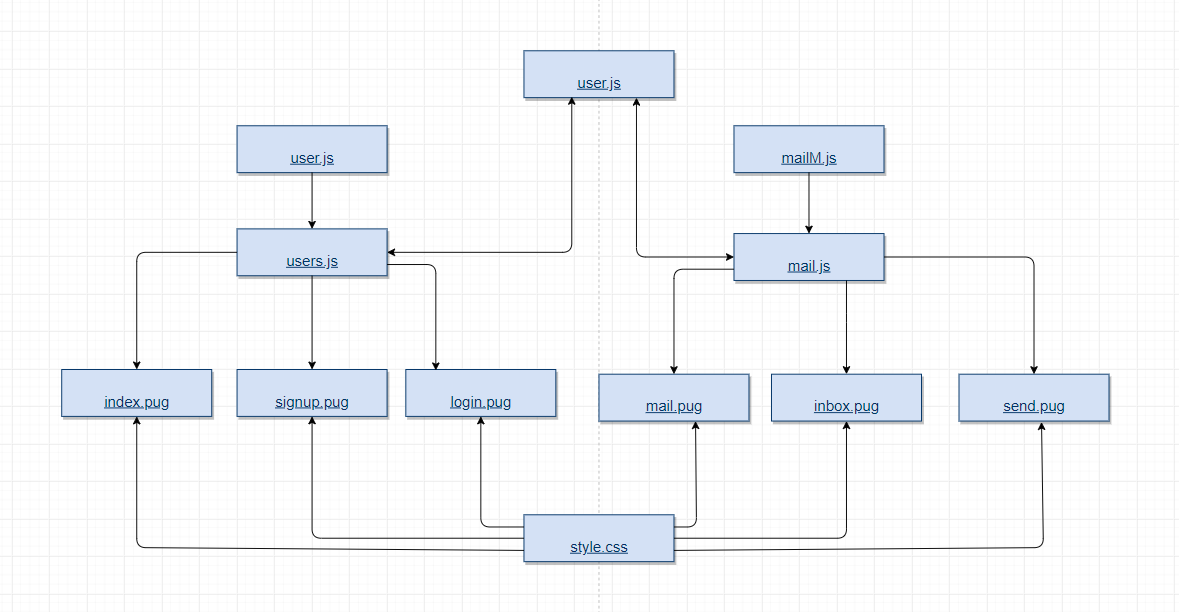 user.js
user.js
mailM.js
users.js
mail.js
index.pug
signup.pug
login.pug
mail.pug
inbox.pug
send.pug
style.css